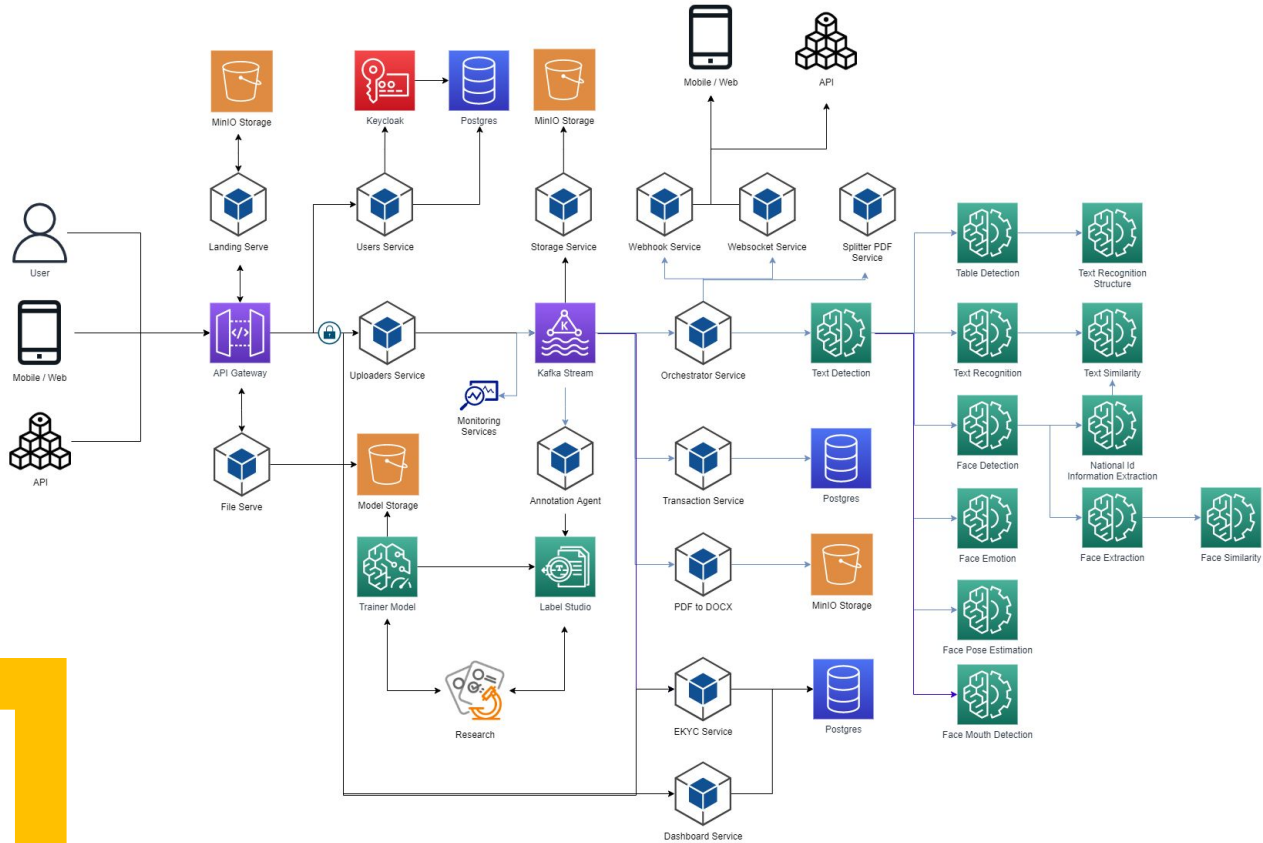 Mobile / Web
API
MinIO Storage
Keycloak
Postgres
MinIO Storage
Landing Serve
Users Service
Storage Service
Webhook Service
Websocket Service
Splitter PDF
Service
User
Table Detection
Text Recognition
Structure
Mobile / Web
API Gateway
Uploaders Service
Kafka Stream
Orchestrator Service
Text Detection
Text Recognition
Text Similarity
Monitoring
Services
API
File Serve
Model Storage
Annotation Agent
Transaction Service
Postgres
Face Detection
National Id
Information Extraction
Trainer Model
Label Studio
PDF to DOCX
MinIO Storage
Face Emotion
Face Extraction
Face Similarity
Face Pose Estimation
Research
EKYC Service
Postgres
Face Mouth Detection
Dashboard Service